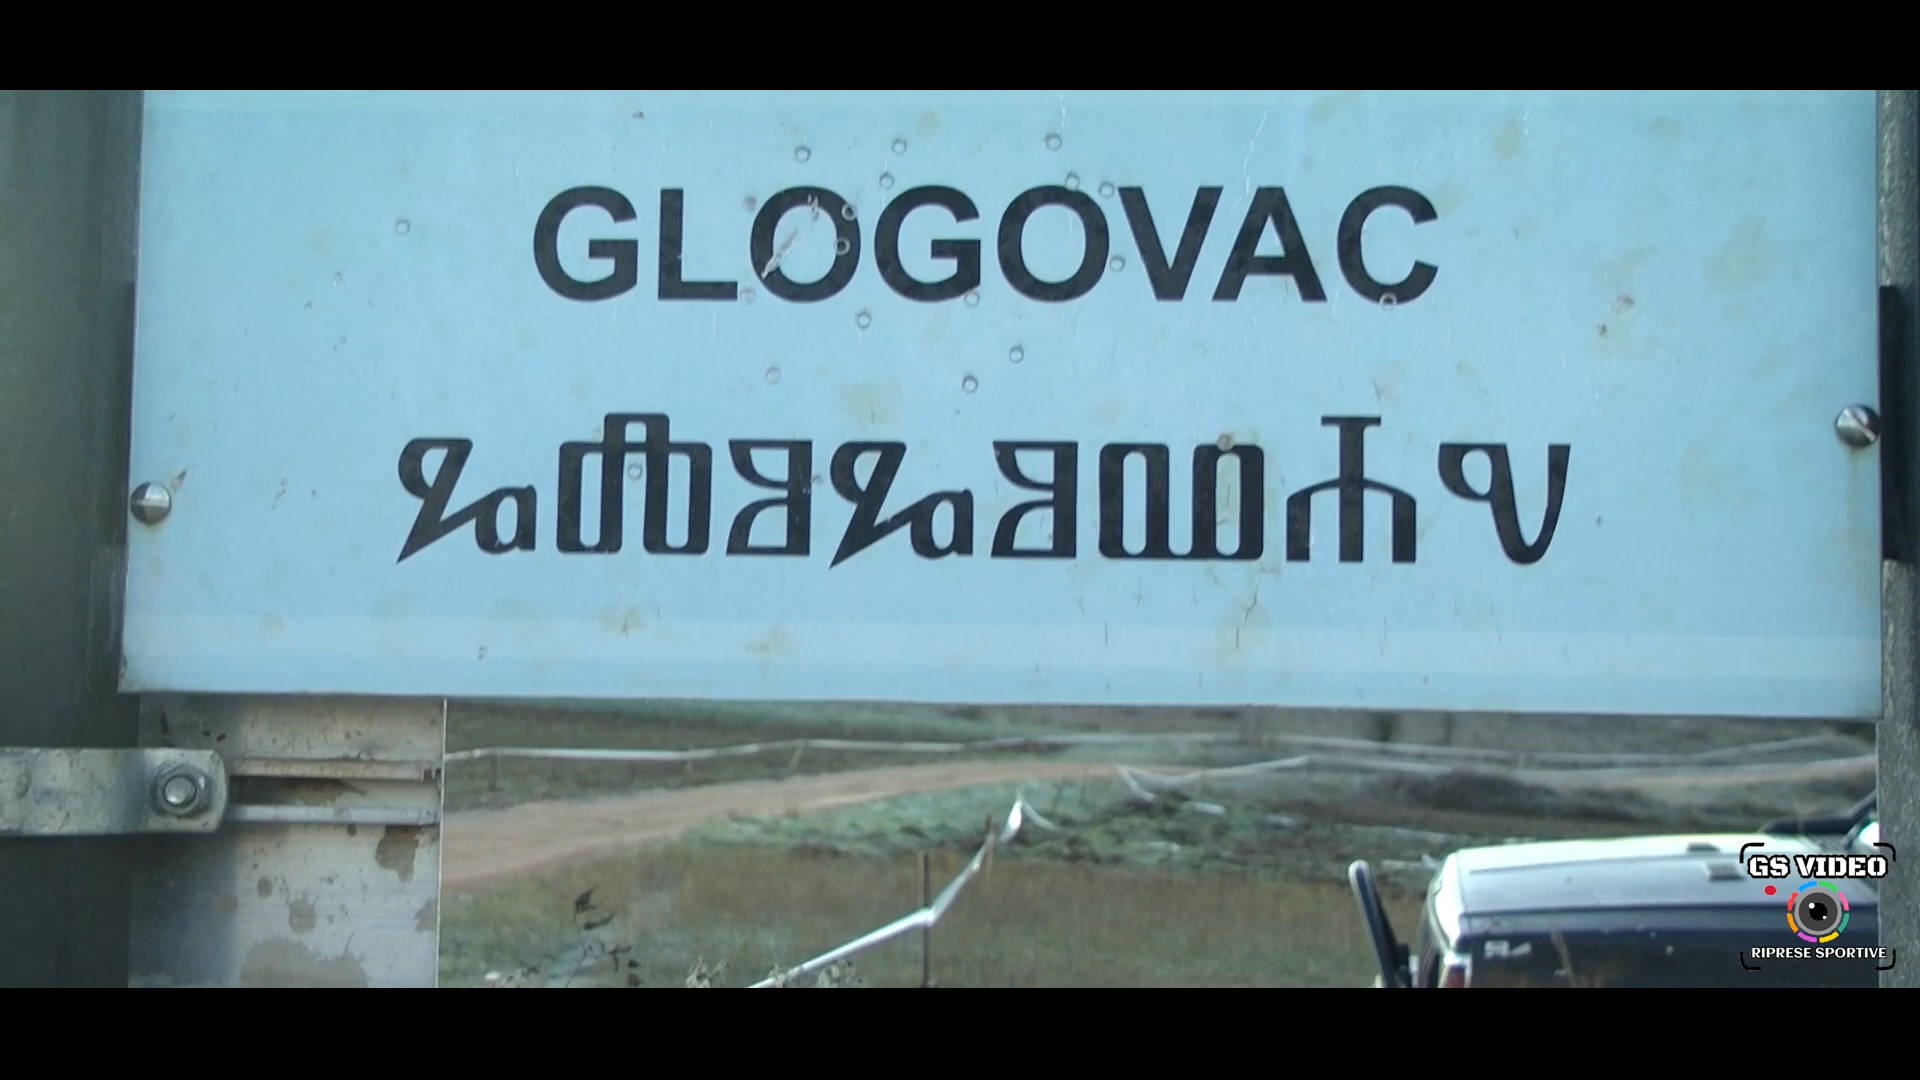 GLOGOVAC
ⰃⰎⰑⰃⰑⰂⰀⰜ
GS VIDEO
RIPRESE SPORTIVE